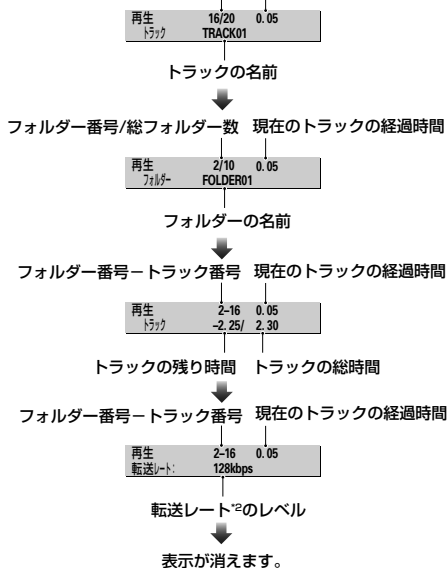 再生 16/20 0. 05
トラック TRACK01
トラックの名前
フォルダー番号/総フォルダー数 現在のトラックの経過時間
再生 2/10 0. 05
フォルダー FOLDER01
フォルダーの名前
フォルダー番号－トラック番号 現在のトラックの経過時間
再生 2–16 0. 05
トラック –2. 25/ 2. 30
トラックの残り時間 トラックの総時間
フォルダー番号－トラック番号 現在のトラックの経過時間
再生 2–16 0. 05
転送レート: 128kbps
転送レート*2のレベル
表示が消えます。